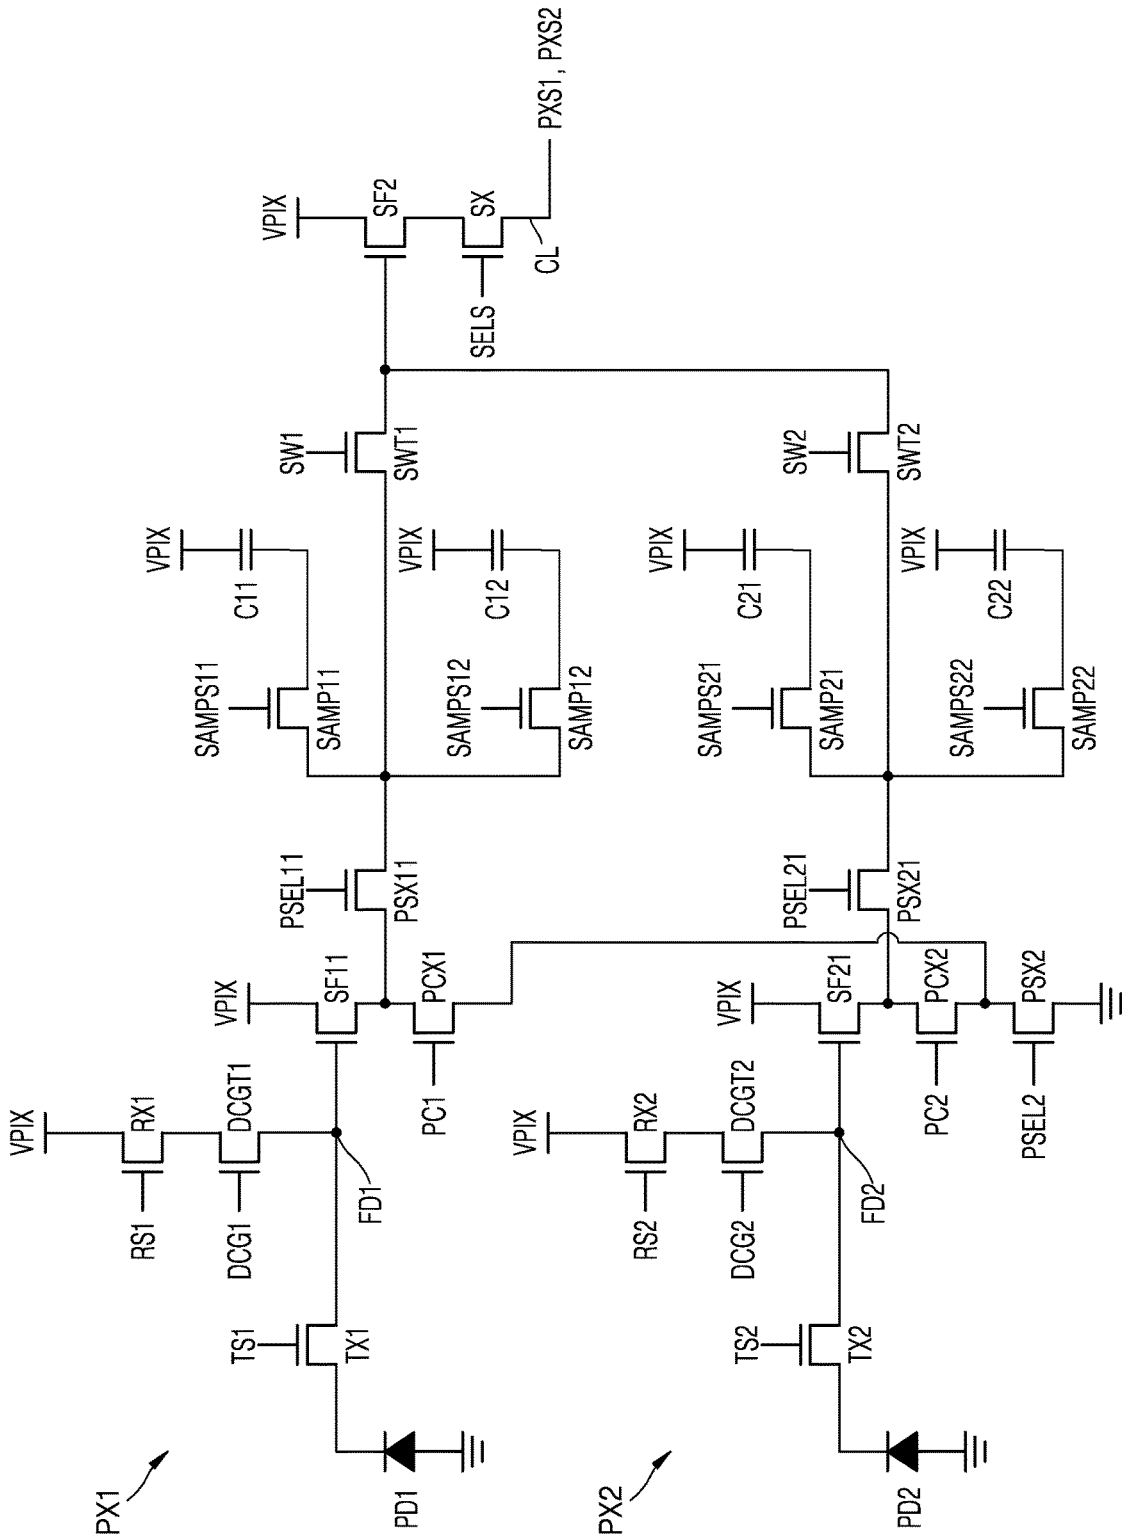 PX1
PD1
TS1
TX1
VPIX
RS1
RX1
DCG1
DCGT1
FD1
VPIX
SF11
PC1
PCX1
PSEL11
PSX11
SAMPS11
SAMP11
VPIX
C11
SAMPS12
SAMP12
VPIX
C12
SW1
SWT1
VPIX
SF2
SELS
SX
CL
PXS1, PXS2
PX2
PD2
TS2
TX2
VPIX
RS2
RX2
DCG2
DCGT2
FD2
VPIX
SF21
PC2
PCX2
PSEL2
PSX2
PSEL21
PSX21
SAMPS21
SAMP21
VPIX
C21
SAMPS22
SAMP22
VPIX
C22
SW2
SWT2